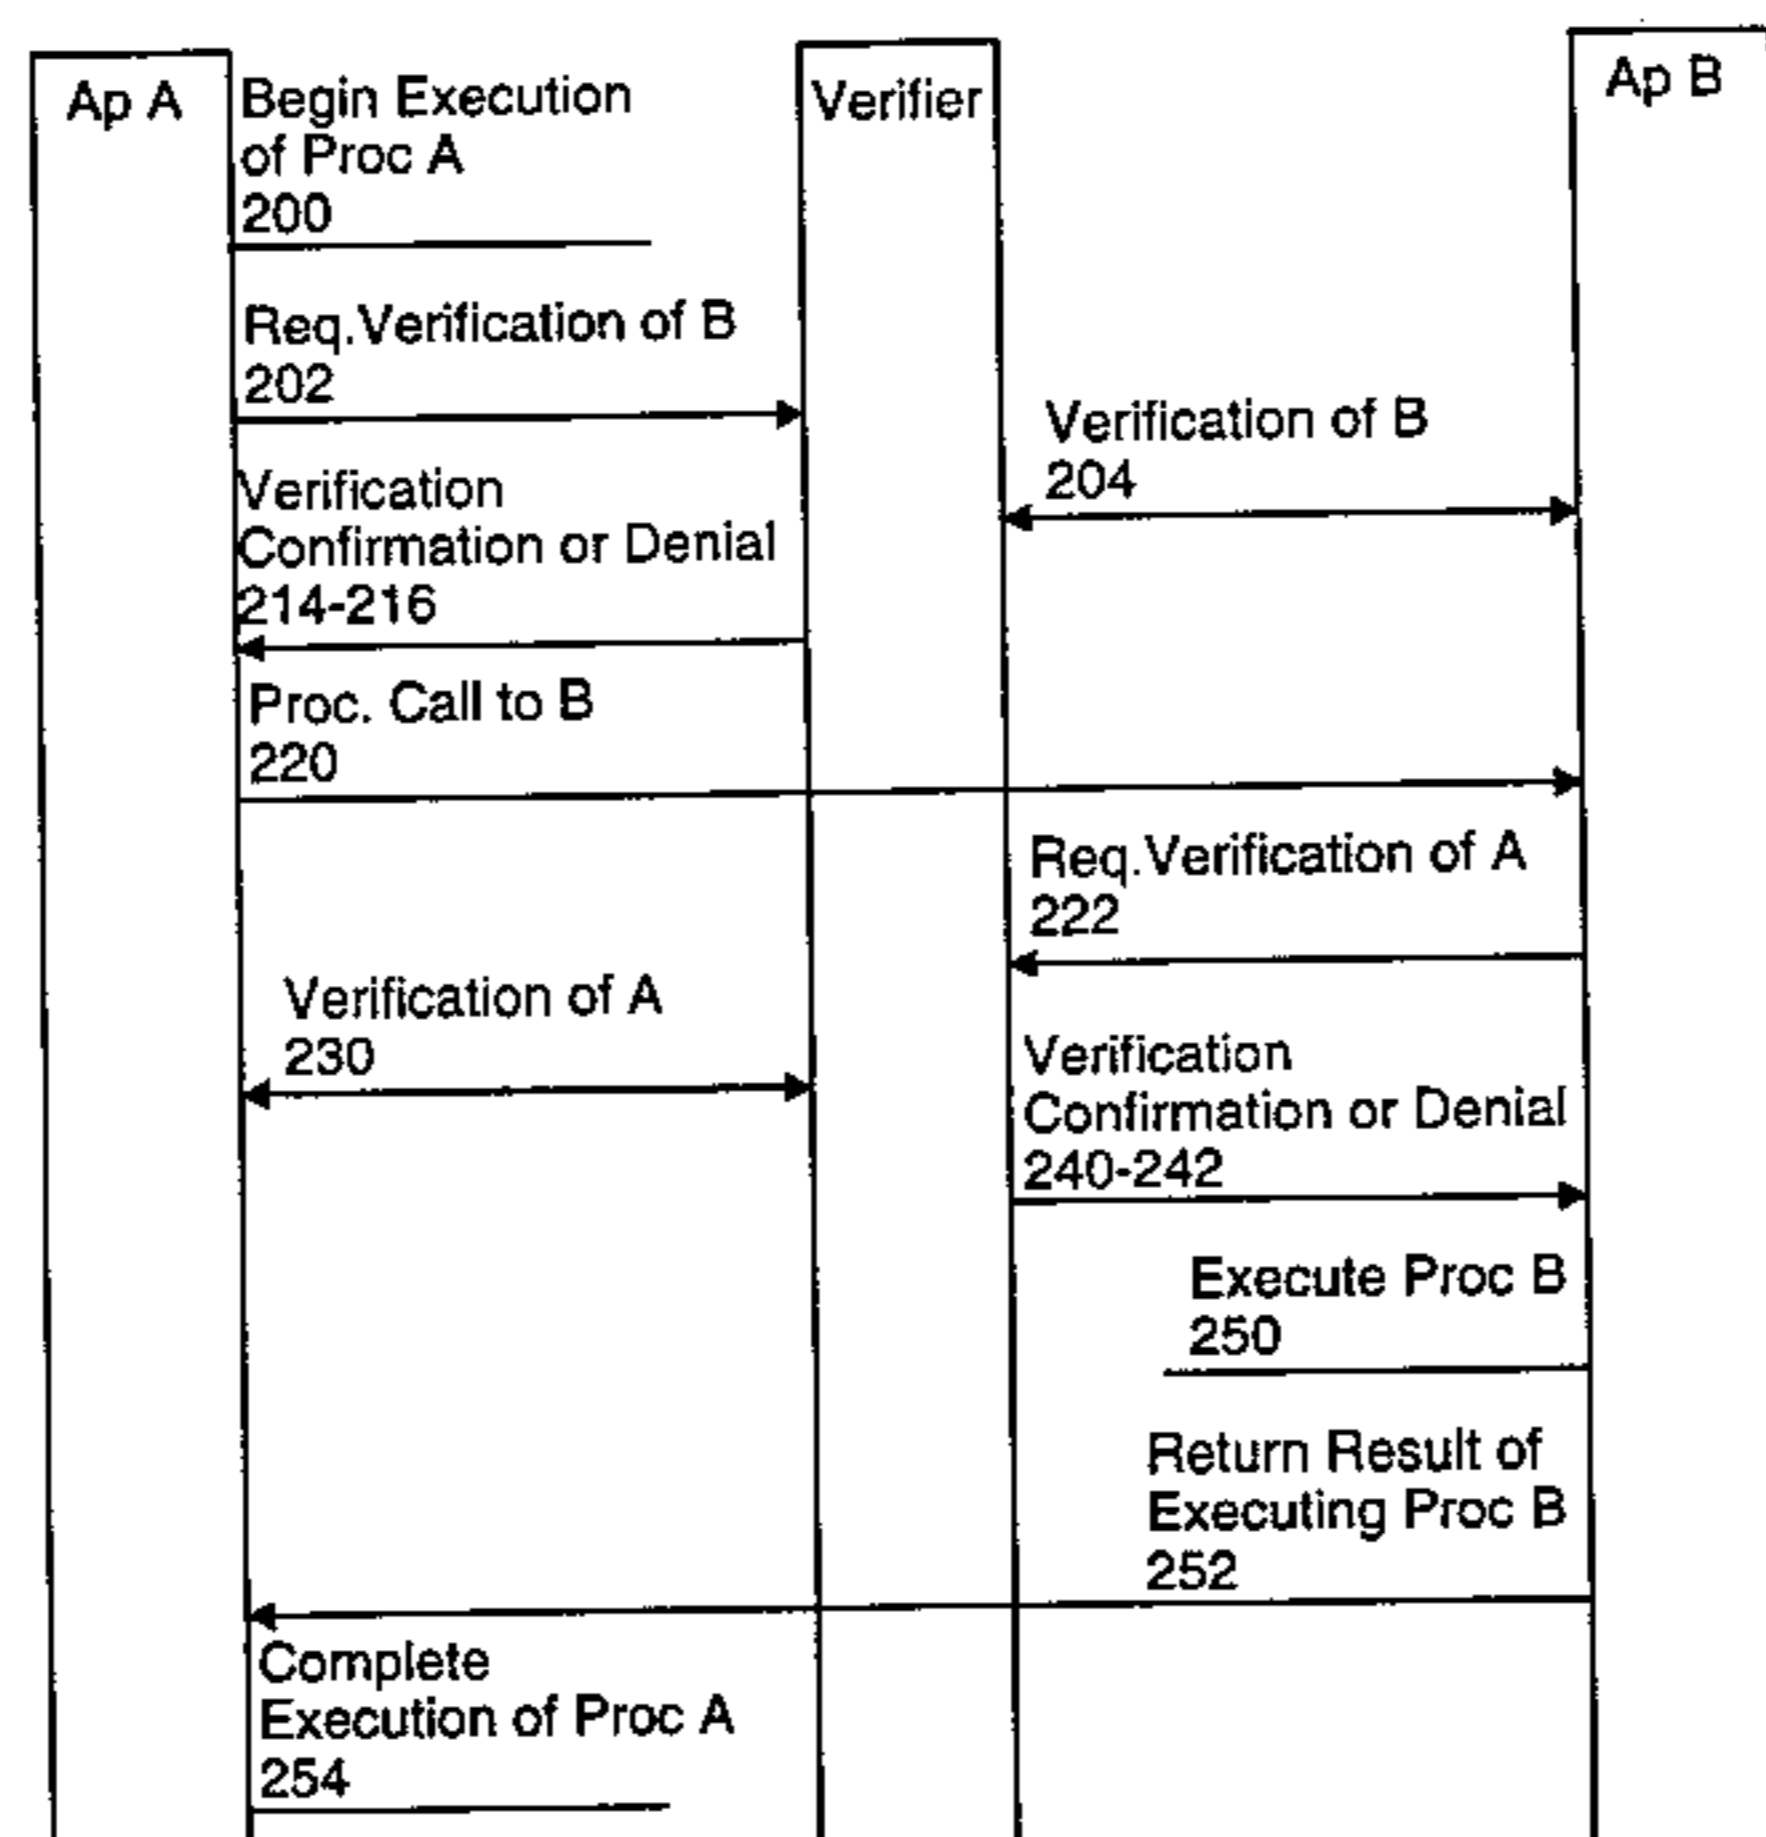 Ap A
Verifier
Ap B
Begin Execution
of Proc A
200
Req.Verification of B
202
Verification of B
204
Verification
Confirmation or Denial
214-216
Proc. Call to B
220
Req.Verification of A
222
Verification of A
230
Verification
Confirmation or Denial
240-242
Execute Proc B
250
Return Result of
Executing Proc B
252
Complete
Execution of Proc A
254